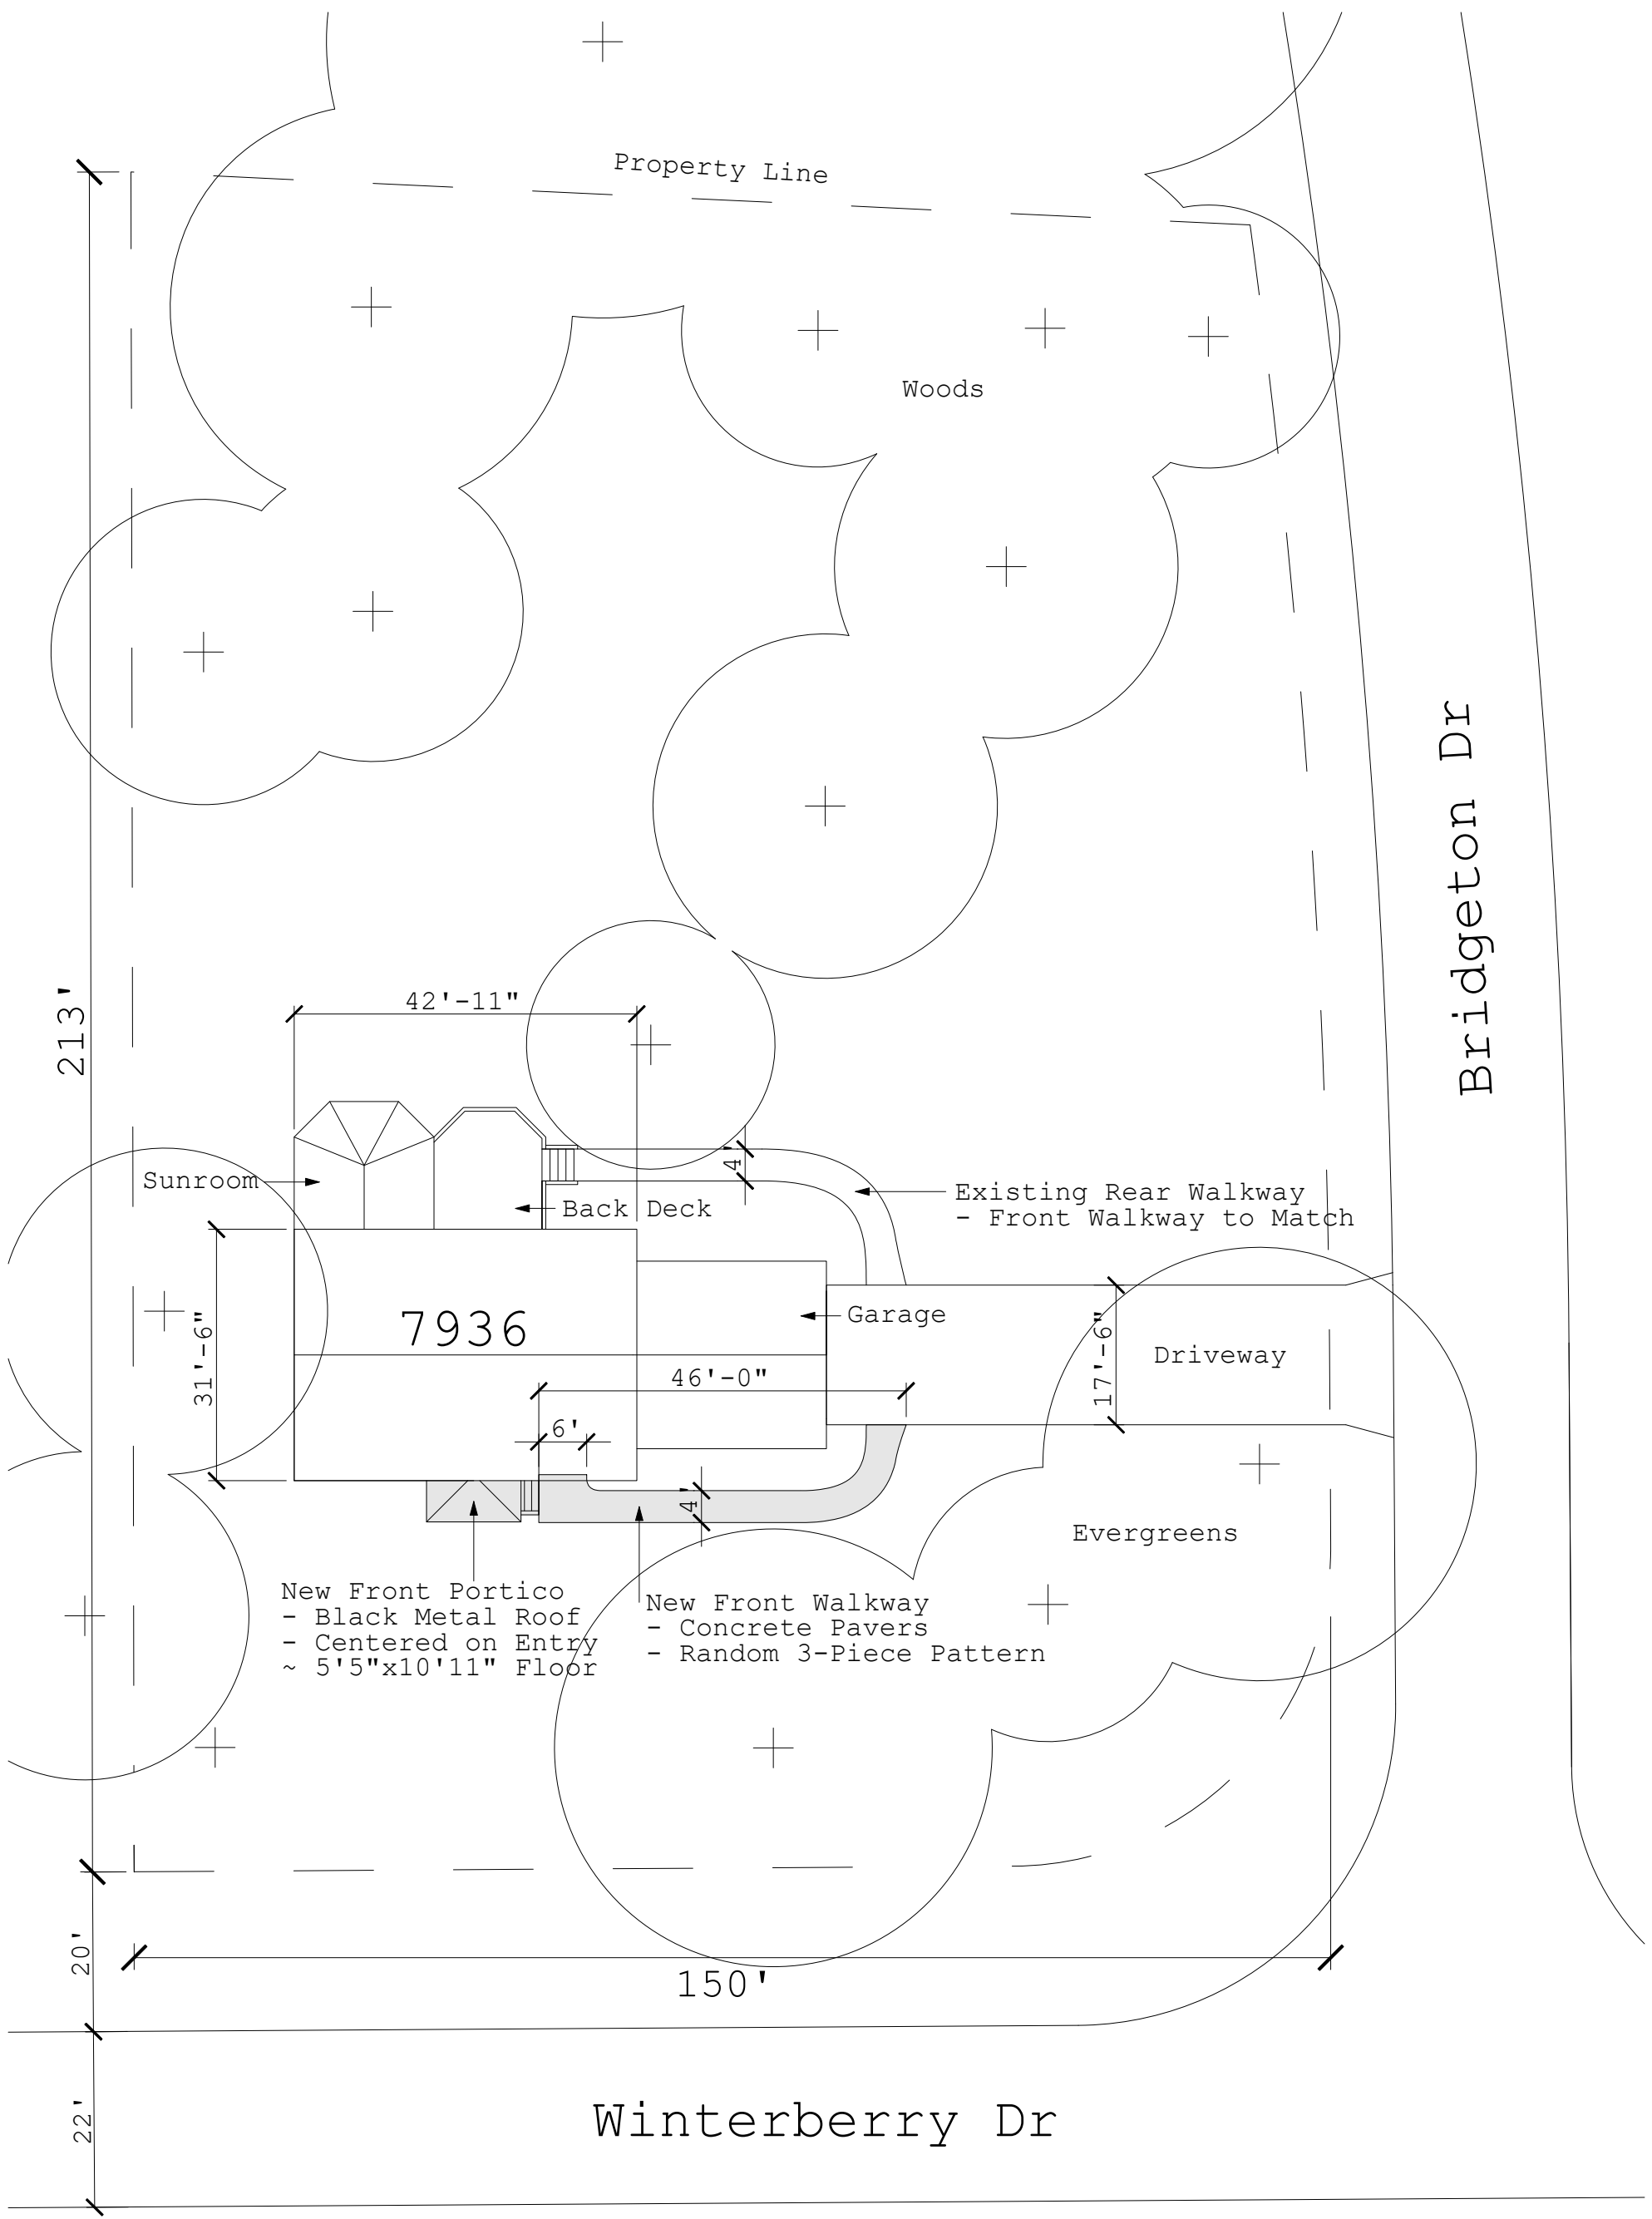 Property Line
Woods
Bridgeton Dr
213'
42'-11"
4'
Sunroom
Back Deck
Existing Rear Walkway
- Front Walkway to Match
7936
Garage
31'-6"
17'-6"
Driveway
46'-0"
6'
4'
Evergreens
New Front Portico
- Black Metal Roof
- Centered on Entry
~ 5'5"x10'11" Floor
New Front Walkway
- Concrete Pavers
- Random 3-Piece Pattern
20'
150'
22'
Winterberry Dr